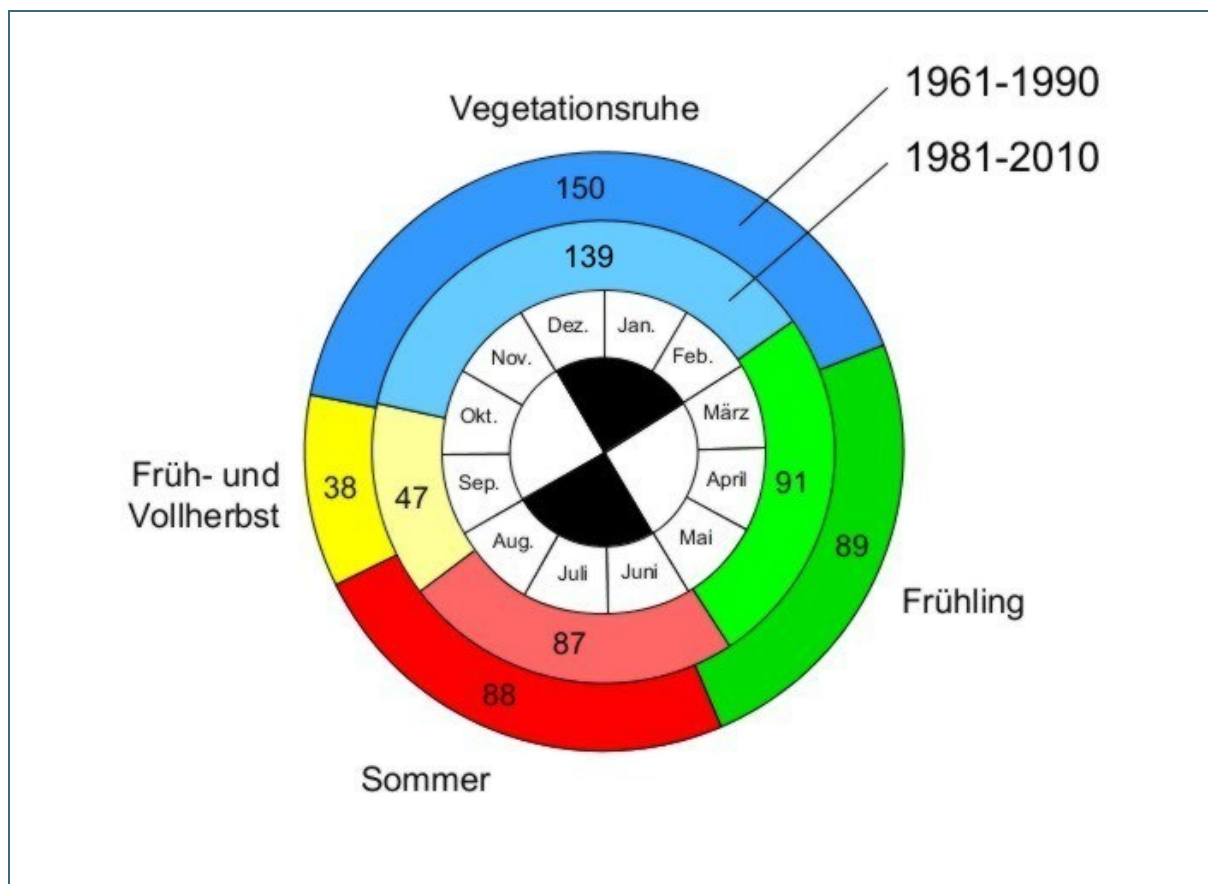 1961-1990
Vegetationsruhe
1981-2010
150
139
Dez.
Jan.
Nov.
Feb.
Okt.
März
Früh- und
Vollherbst
38
47
Sep.
April
91
Aug.
Mai
89
Juli
Juni
Frühling
87
88
Sommer